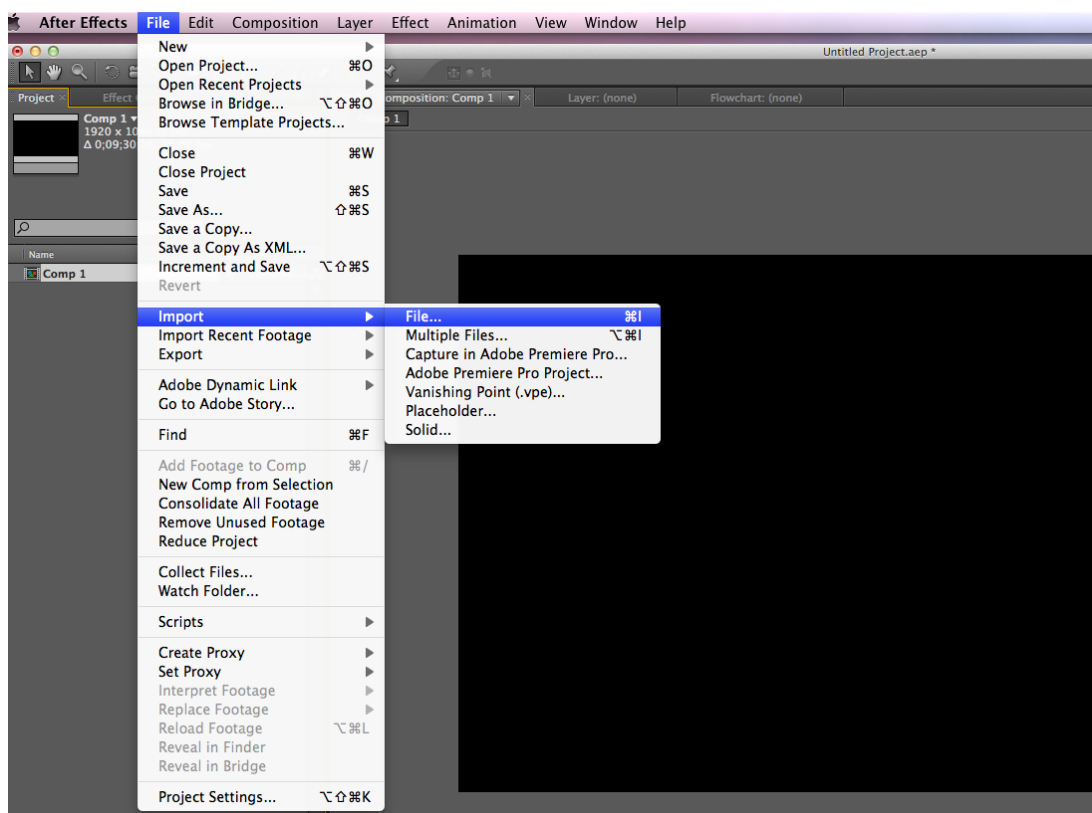 After Effects File Edit Composition Layer Effect Animation View Window Help
Untitled Project.aep *
Project × Effect
omposition: Comp 1 ▼ × Layer: (none) Flowchart: (none)
Comp 1 ▼
1920 x 10
Δ 0;09;30
1
Name
Comp 1
New ▶
Open Project... ⌘O
Open Recent Projects ▶
Browse in Bridge... ⌥⇧⌘O
Browse Template Projects...
Close ⌘W
Close Project
Save ⌘S
Save As... ⇧⌘S
Save a Copy...
Save a Copy As XML...
Increment and Save ⌥⇧⌘S
Revert
Import ▶
Import Recent Footage ▶
Export ▶
Adobe Dynamic Link ▶
Go to Adobe Story...
Find ⌘F
Add Footage to Comp ⌘/
New Comp from Selection
Consolidate All Footage
Remove Unused Footage
Reduce Project
Collect Files...
Watch Folder...
Scripts ▶
Create Proxy ▶
Set Proxy ▶
Interpret Footage ▶
Replace Footage ▶
Reload Footage ⌥⌘L
Reveal in Finder
Reveal in Bridge
Project Settings... ⌥⇧⌘K
File... ⌘I
Multiple Files... ⌥⌘I
Capture in Adobe Premiere Pro...
Adobe Premiere Pro Project...
Vanishing Point (.vpe)...
Placeholder...
Solid...